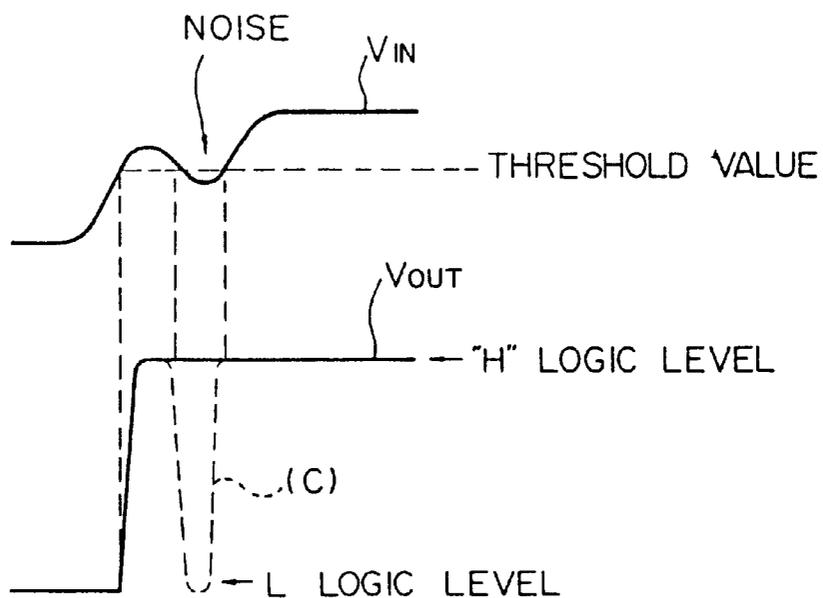 NOISE
VIN
THRESHOLD VALUE
VOUT
"H" LOGIC LEVEL
(C)
L LOGIC LEVEL